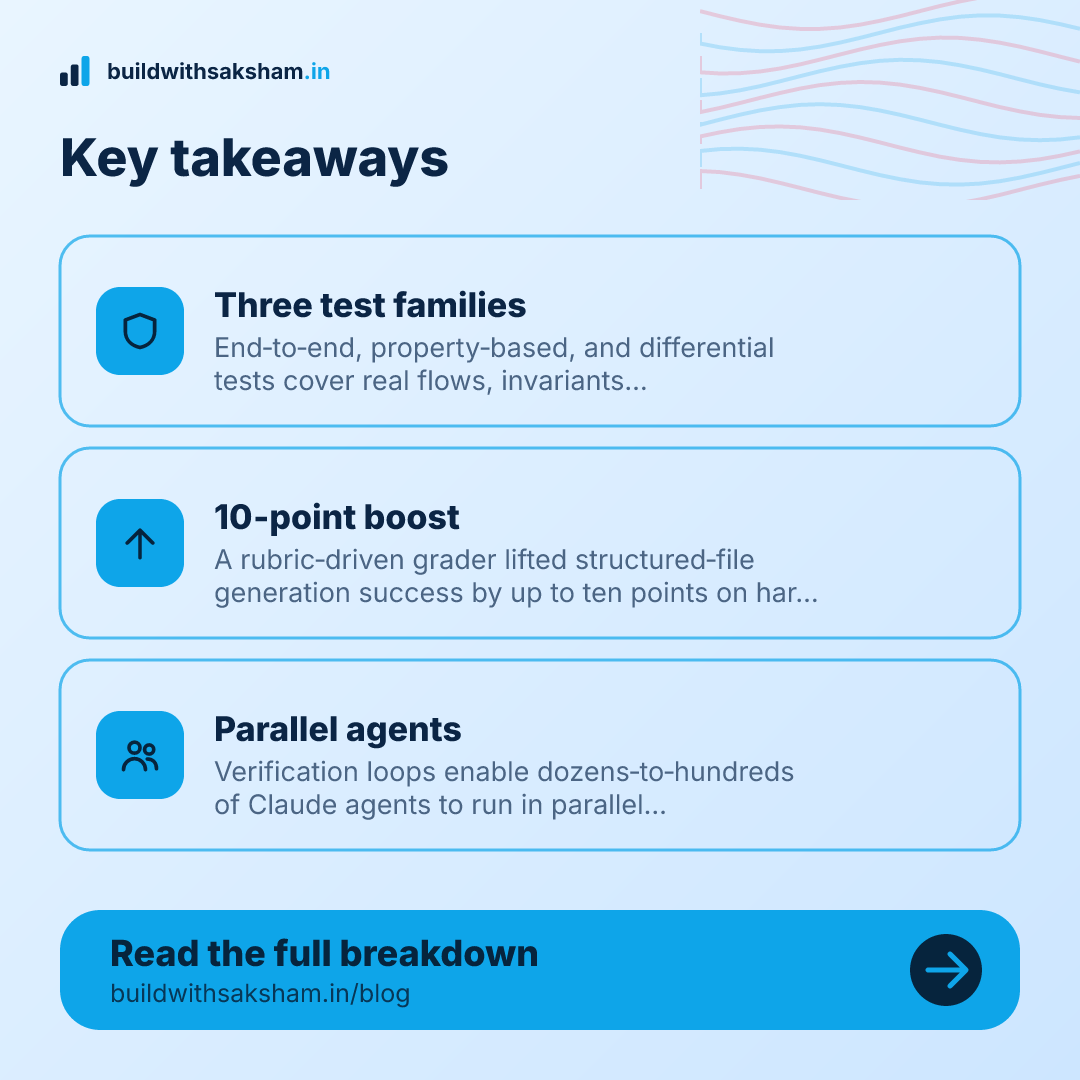 buildwithsaksham.in
Key takeaways
Three test families
End-to-end, property-based, and differential
tests cover real flows, invariants...
10-point boost
A rubric-driven grader lifted structured-file
generation success by up to ten points on har...
Parallel agents
Verification loops enable dozens-to-hundreds
of Claude agents to run in parallel...
Read the full breakdown
buildwithsaksham.in/blog